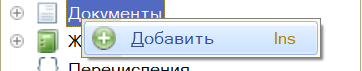 Документы
Ж
Добавить Ins
Перечисления